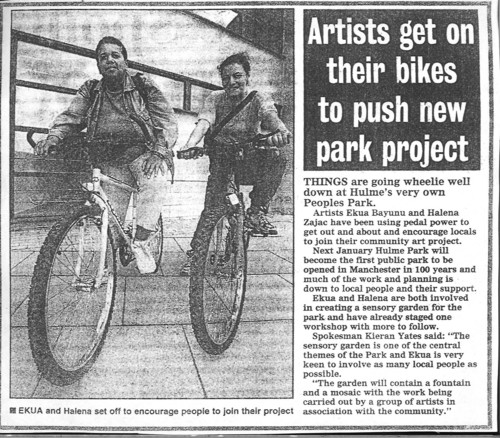 Artists get on
their bikes
to push new
park project
THINGS are going wheelie well
down at Hulme's very own
Peoples Park.
Artists Ekua Bayunu and Halena
Zajac have been using pedal power to
get out and about and encourage locals
to join their community art project.
Next January Hulme Park will
become the first public park to be
opened in Manchester in 100 years and
much of the work and planning is
down to local people and their support.
Ekua and Halena are both involved
in creating a sensory garden for the
park and have already staged one
workshop with more to follow.
Spokesman Kieran Yates said: “The
sensory garden is one of the central
themes of the Park and Ekua is very
keen to involve as many local people as
possible.
“The garden will contain a fountain
and a mosaic with the work being
carried out by a group of artists in
association with the community.”
EKUA and Halena set off to encourage people to join their project